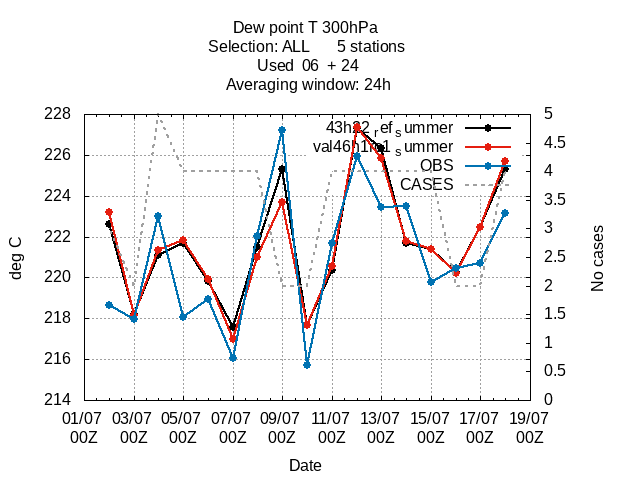 Dew point T 300hPa
Selection: ALL 5 stations
Used 06 + 24
Averaging window: 24h
228
226
224
222
220
218
216
214
deg C
5
4.5
4
3.5
3
2.5
2
1.5
1
0.5
0
No cases
43h22_ref_summer
OBS
CASES
01/07 03/07 05/07 07/07 09/07 11/07 13/07 15/07 17/07 19/07
00Z 00Z 00Z 00Z 00Z 00Z 00Z 00Z 00Z 00Z
Date